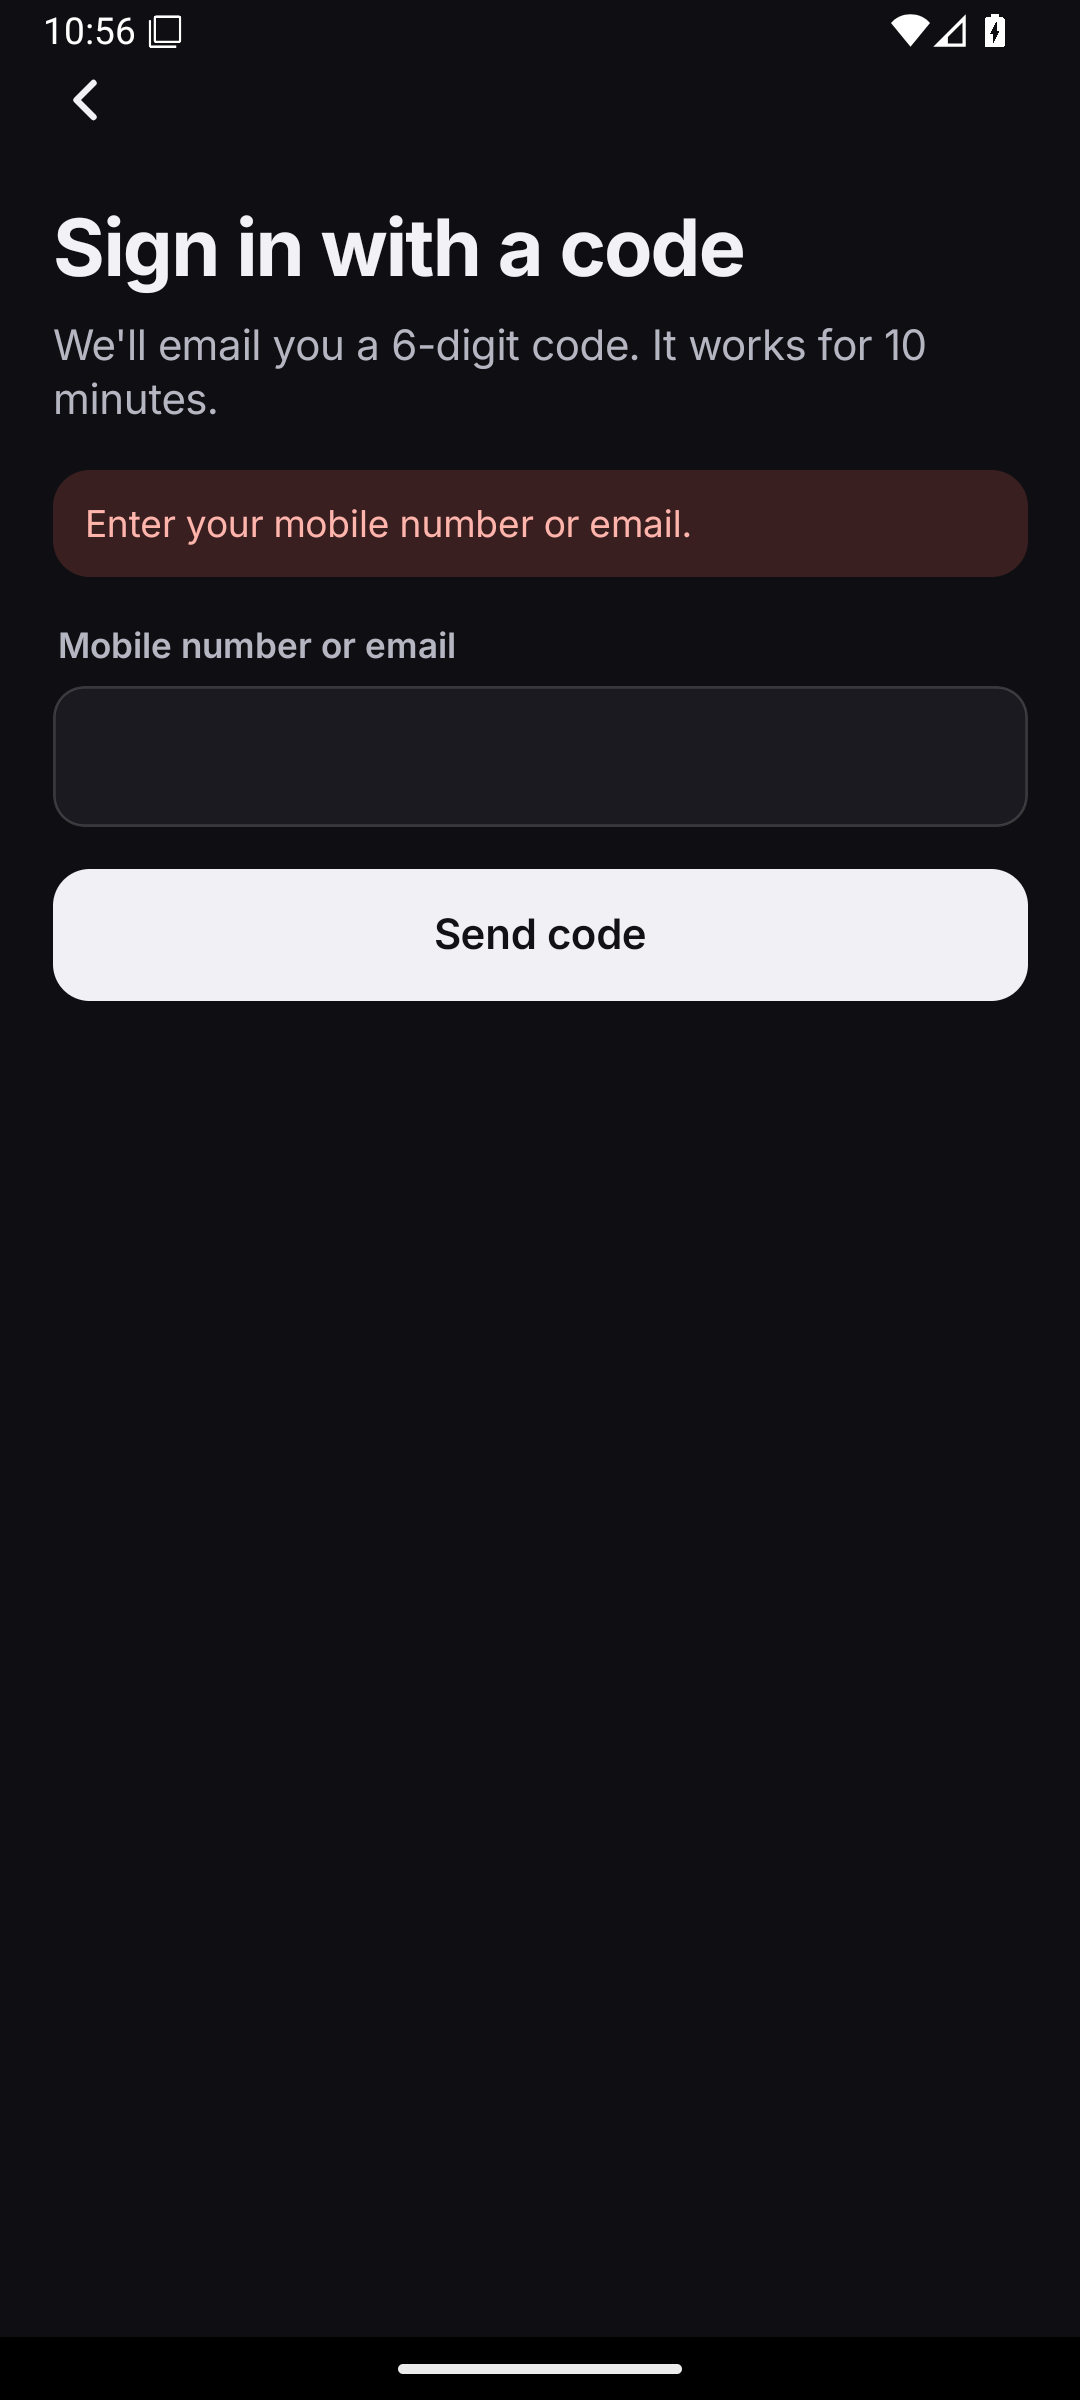 10:56
Sign in with a code
We'll email you a 6-digit code. It works for 10
minutes.
Enter your mobile number or email.
Mobile number or email
Send code